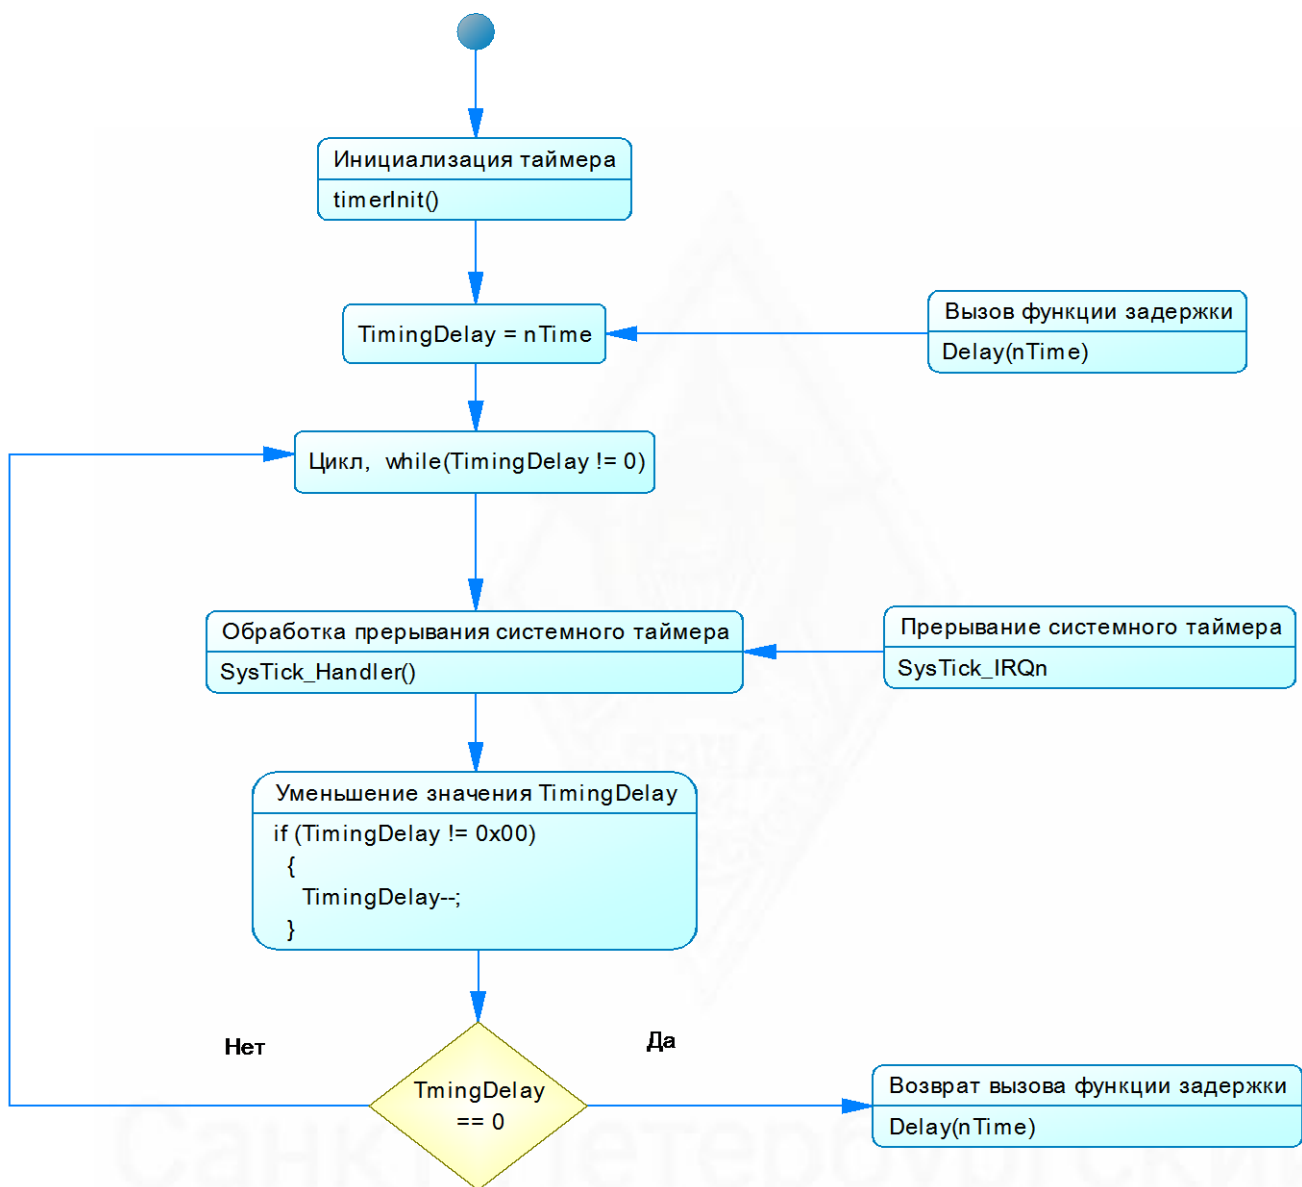 Инициализация таймера
timerInit()
TimingDelay = nTime
Вызов функции задержки
Delay(nTime)
Цикл, while(TimingDelay != 0)
Обработка прерывания системного таймера
SysTick_Handler()
Прерывание системного таймера
SysTick_IRQn
Уменьшение значения TimingDelay
if (TimingDelay != 0x00)
{
TimingDelay--;
}
Нет
Да
TmingDelay
== 0
Возврат вызова функции задержки
Delay(nTime)
Санкт-Петербургский